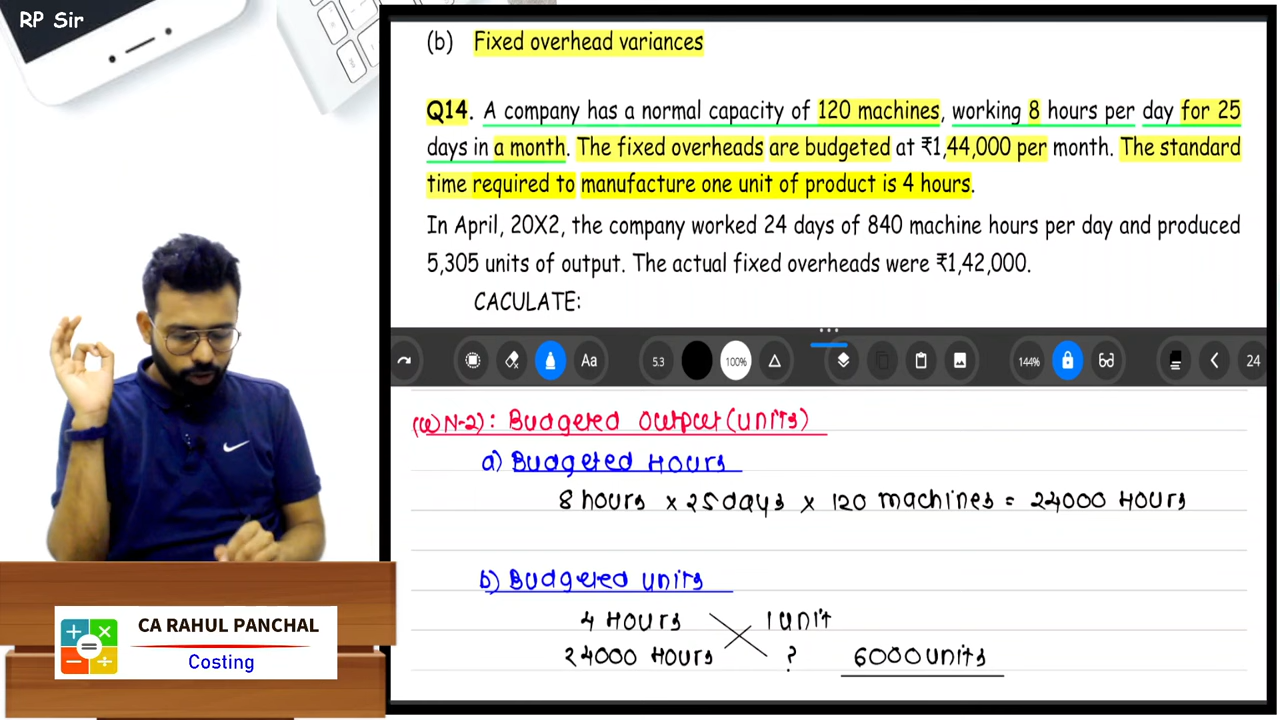 RP Sir
(b) Fixed overhead variances
Q14. A company has a normal capacity of 120 machines, working 8 hours per day for 25
days in a month. The fixed overheads are budgeted at ₹1,44,000 per month. The standard
time required to manufacture one unit of product is 4 hours.
In April, 20X2, the company worked 24 days of 840 machine hours per day and produced
5,305 units of output. The actual fixed overheads were ₹1,42,000.
CACULATE:
Aa 5.3 100% 144% 24
(WN-2): Budgeted output (units)
a) Budgeted Hours
8 hours x 25 days x 120 machines = 24000 Hours
b) Budgeted units
4 Hours 1 unit
24000 Hours ? 6000 units
CA RAHUL PANCHAL
Costing